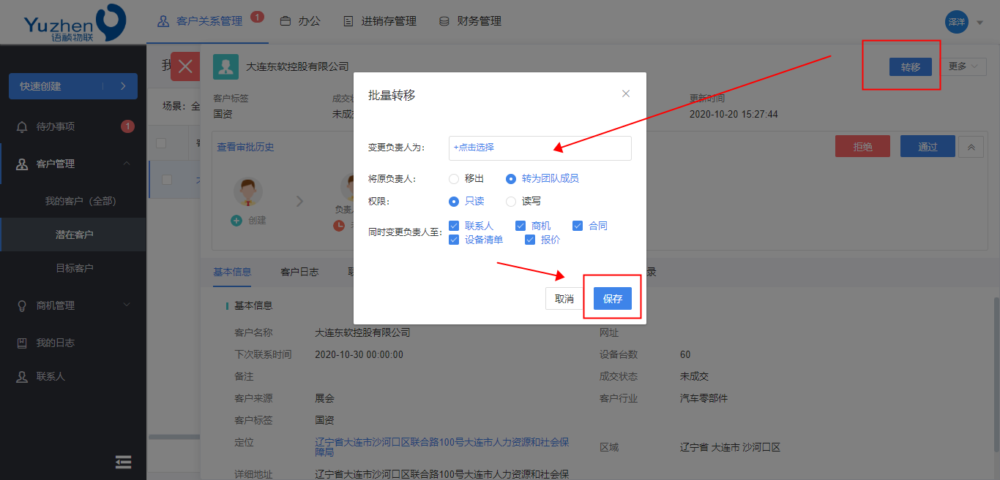 Yuzhen
语祯物联
客户关系管理
1
办公
进销存管理
财务管理
泽洋
快速创建
待办事项
1
客户管理
我的客户（全部）
潜在客户
目标客户
商机管理
我的日志
联系人
我
场景：全
大连东软控股有限公司
转移
更多
客户标签
国资
成交状
未成交
更新时间
2020-10-20 15:27:44
查看审批历史
拒绝
通过
创建
负责人
批量转移
变更负责人为:
+点击选择
将原负责人:
移出
转为团队成员
权限:
只读
读写
同时变更负责人至:
联系人
商机
合同
设备清单
报价
取消
保存
基本信息
客户日志
联
录
基本信息
客户名称
大连东软控股有限公司
网址
下次联系时间
2020-10-30 00:00:00
设备台数
60
备注
成交状态
未成交
客户来源
展会
客户行业
汽车零部件
客户标签
国资
定位
辽宁省大连市沙河口区联合路100号大连市人力资源和社会保
障局
区域
辽宁省 大连市 沙河口区
详细地址
辽宁省大连市沙河口区联合路100号大连市人力资源和社会保